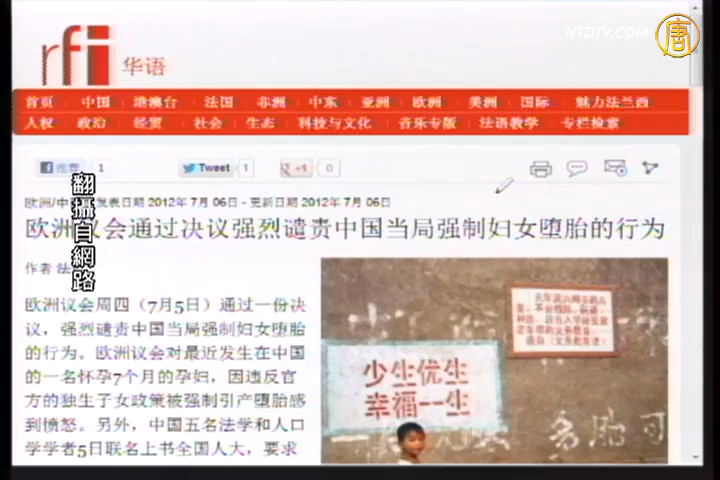 NTDTV.COM
唐
rfi 华语
首页 中国 港澳台 法国 非洲 中东 亚洲 欧洲 美洲 国际 魅力法兰西
人权 政治 经贸 社会 生态 科技与文化 音乐专版 法语教学 专栏检索
推荐 1 Tweet 1 +1 0
翻攝自網路
发表日期 2012年 7月 06日 - 更新日期 2012年 7月 06日
欧洲议会通过决议强烈谴责中国当局强制妇女堕胎的行为
作者 法
欧洲议会周四（7月5日）通过一份决
议，强烈谴责中国当局强制妇女堕胎
的行为。欧洲议会对最近发生在中国
的一名怀孕7个月的孕妇，因违反官
方的独生子女政策被强制引产堕胎感
到愤怒。另外，中国五名法学和人口
学学者5日联名上书全国人大，要求
少生优生
幸福一生